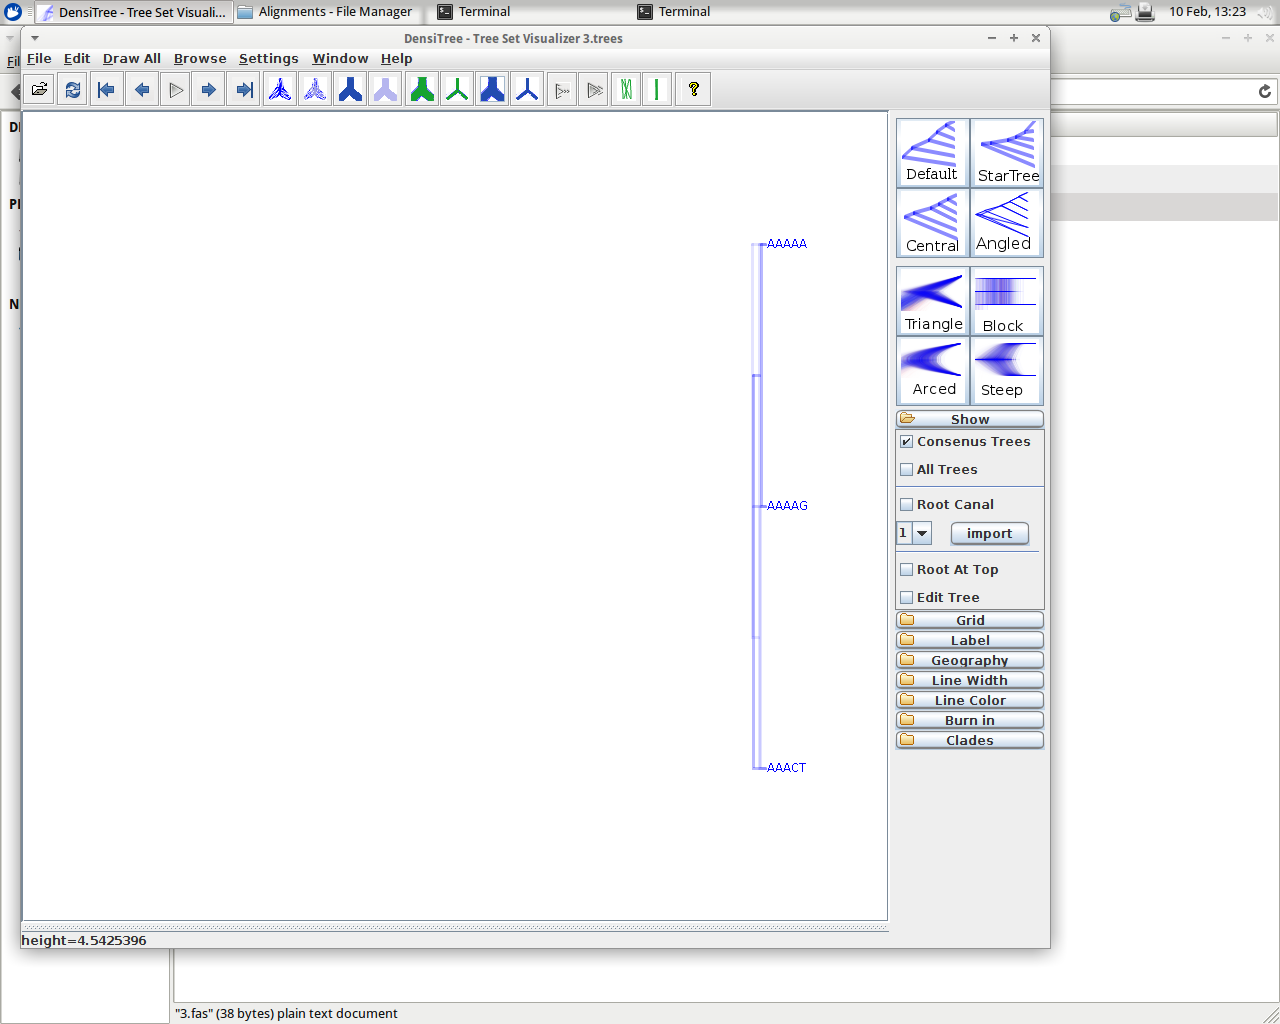 DensiTree - Tree Set Visuali...
Alignments - File Manager
Terminal
Terminal
10 Feb, 13:23
DensiTree - Tree Set Visualizer 3.trees
File Edit Draw All Browse Settings Window Help
?
AAAAA
AAAAG
AAACT
Default
StarTree
Central
Angled
Triangle
Block
Arced
Steep
Show
Consenus Trees
All Trees
Root Canal
1
import
Root At Top
Edit Tree
Grid
Label
Geography
Line Width
Line Color
Burn in
Clades
height=4.5425396
"3.fas" (38 bytes) plain text document